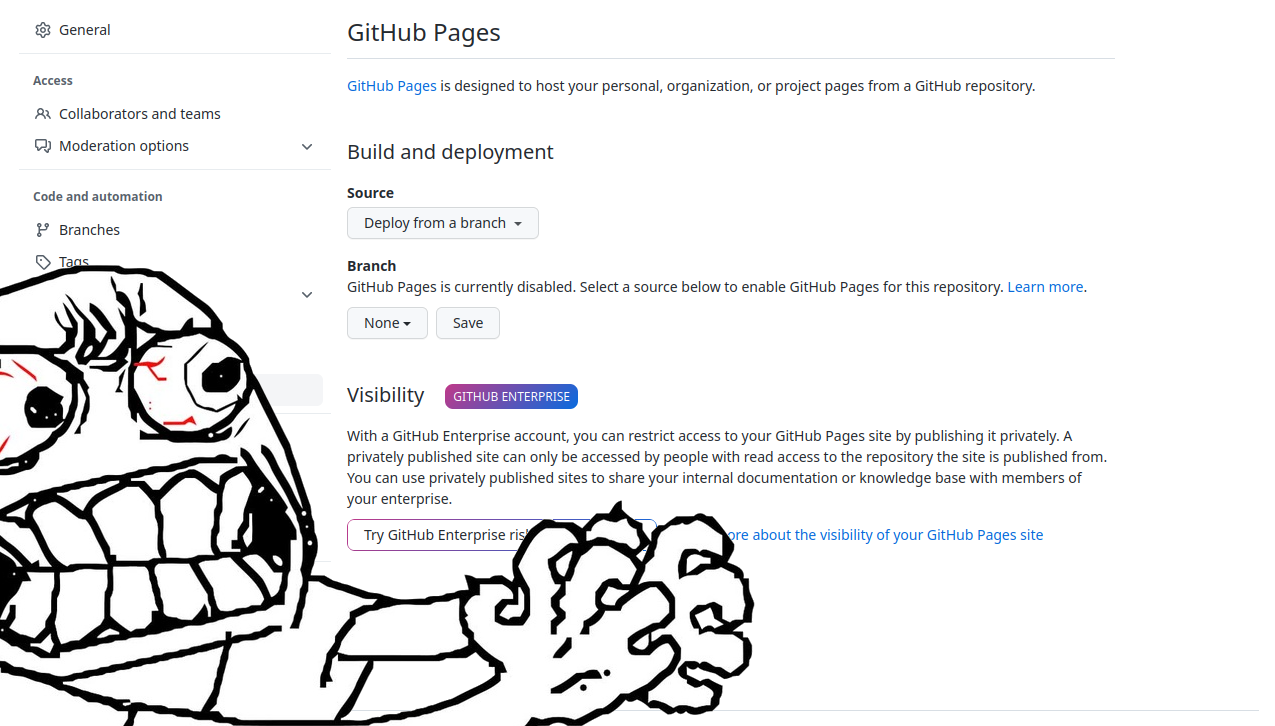 General
Access
Collaborators and teams
Moderation options
Code and automation
Branches
Tags
GitHub Pages
GitHub Pages is designed to host your personal, organization, or project pages from a GitHub repository.
Build and deployment
Source
Deploy from a branch
Branch
GitHub Pages is currently disabled. Select a source below to enable GitHub Pages for this repository. Learn more.
None
Save
Visibility
GITHUB ENTERPRISE
With a GitHub Enterprise account, you can restrict access to your GitHub Pages site by publishing it privately. A
privately published site can only be accessed by people with read access to the repository the site is published from.
You can use privately published sites to share your internal documentation or knowledge base with members of
your enterprise.
Try GitHub Enterprise
about the visibility of your GitHub Pages site